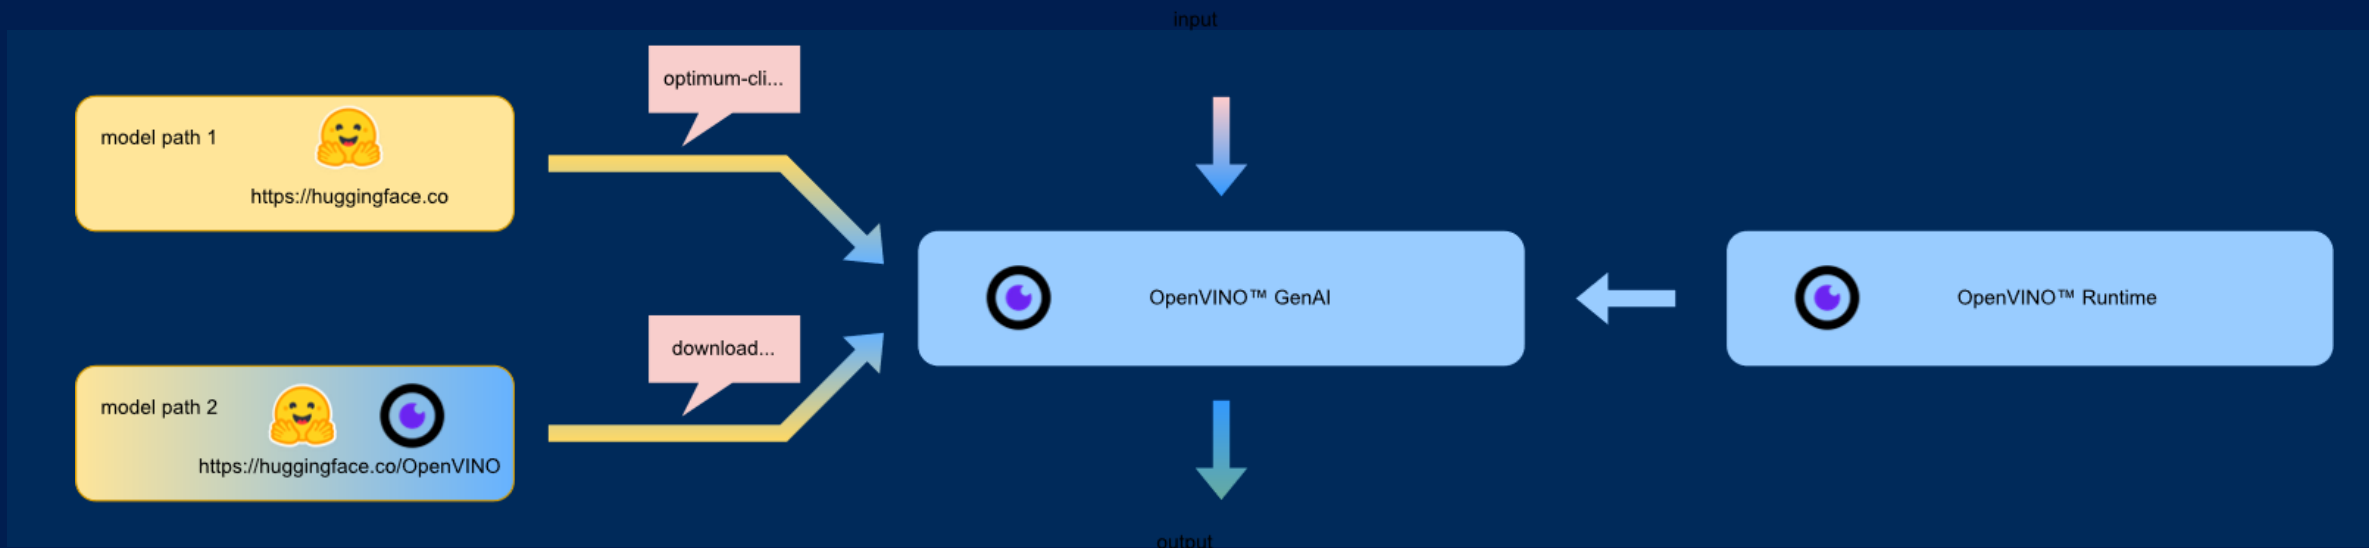 input
optimum-cli...
model path 1
https://huggingface.co
OpenVINO™ GenAI
OpenVINO™ Runtime
download...
model path 2
https://huggingface.co/OpenVINO
output